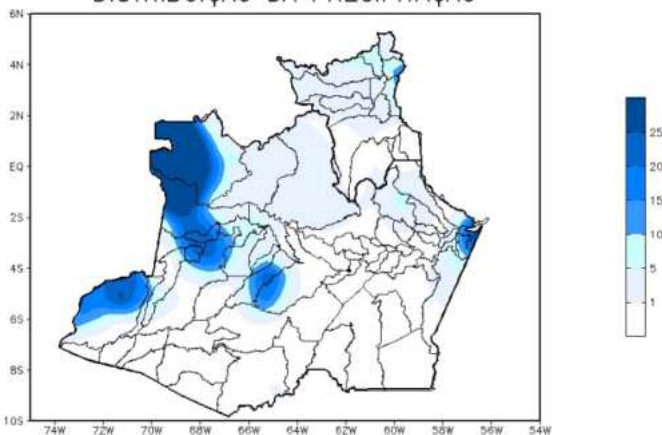 DISTRIBUIÇÃO DA PRECIPITAÇÃO
6N
4N
2N
EQ
2S
4S
6S
8S
10S
74W 72W 70W 68W 66W 64W 62W 60W 58W 56W 54W
25
20
15
10
5
1